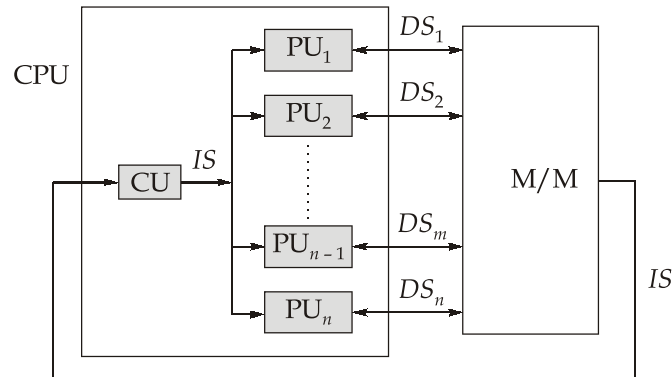 PU₁ DS₁
CPU
PU₂ DS₂
IS
CU
M/M
PUₙ₋₁ DSₘ
IS
PUₙ DSₙ